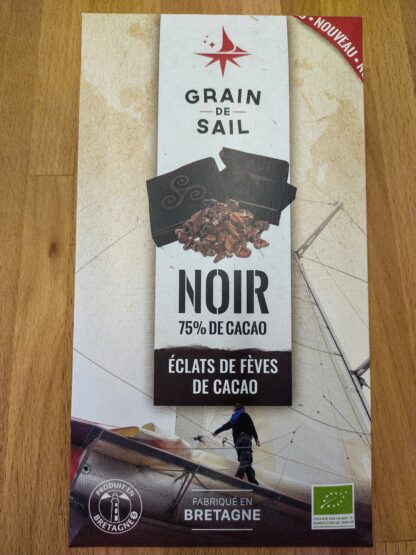 NOUVEAU
GRAIN
DE
SAIL
NOIR
75% DE CACAO
ÉCLATS DE FÈVES
DE CACAO
PRODUIT EN
BRETAGNE
FABRIQUÉ EN
BRETAGNE